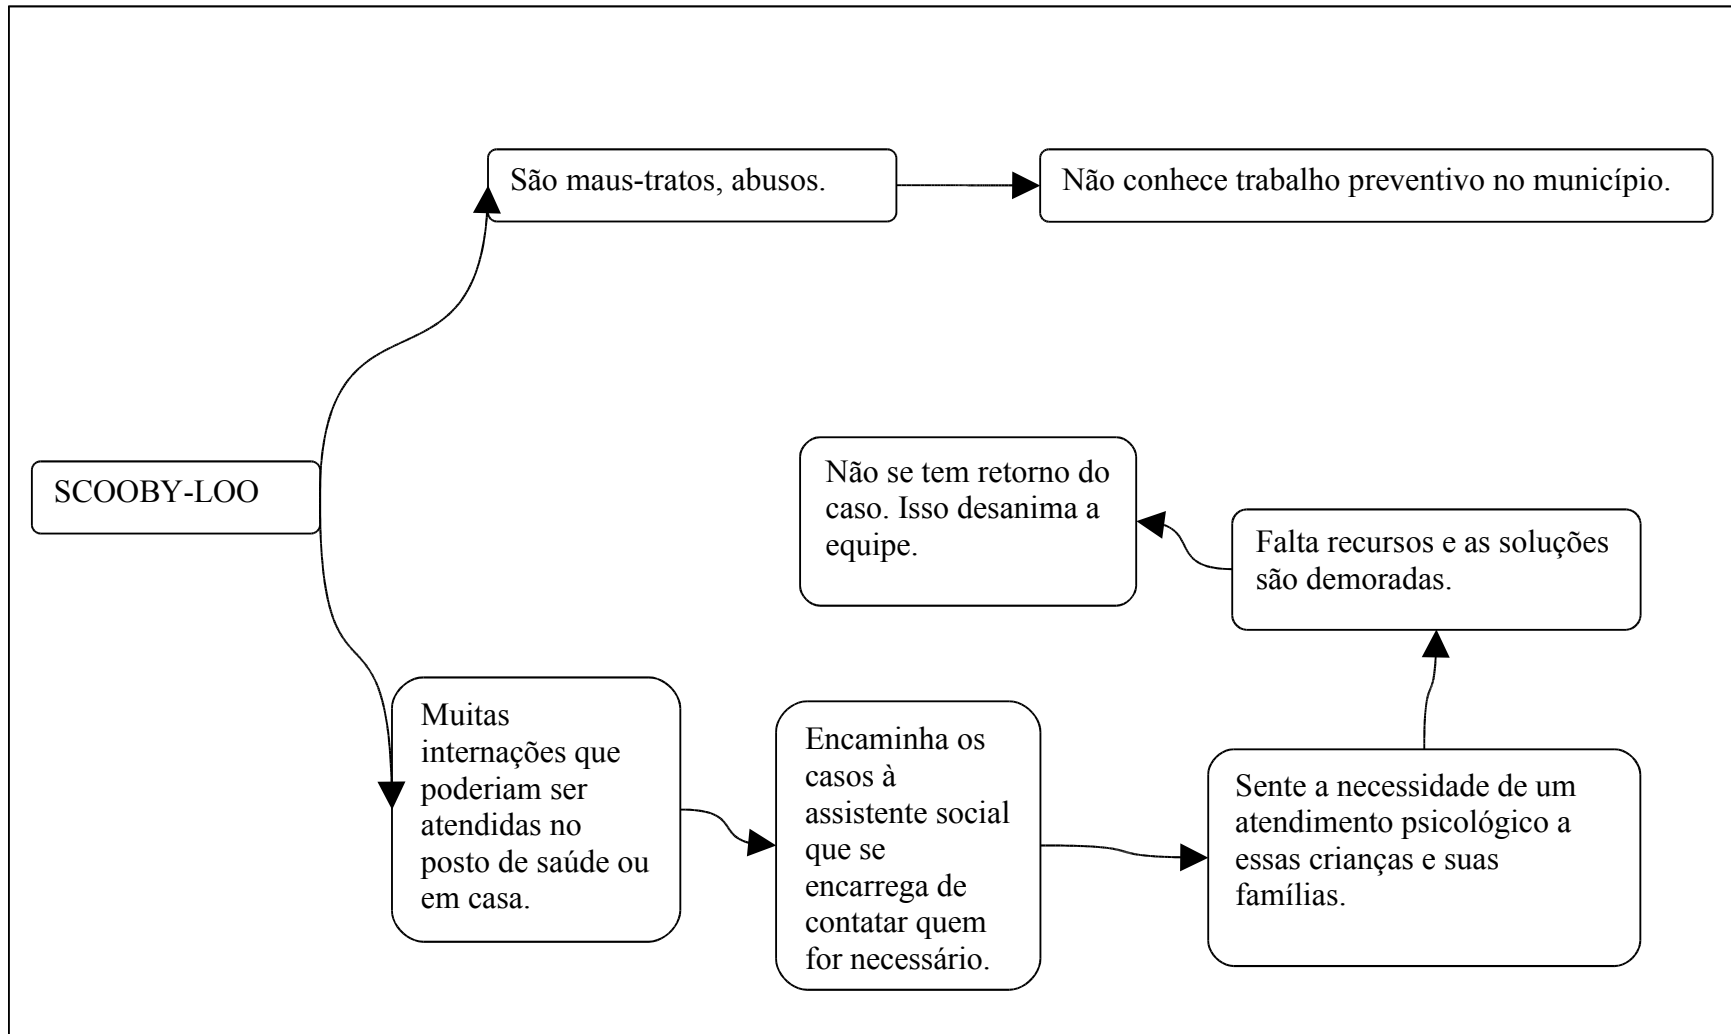 São maus-tratos, abusos.
Não conhece trabalho preventivo no município.
SCOOBY-LOO
Não se tem retorno do
caso. Isso desanima a
equipe.
Falta recursos e as soluções
são demoradas.
Muitas
internações que
poderiam ser
atendidas no
posto de saúde ou
em casa.
Encaminha os
casos à
assistente social
que se
encarrega de
contatar quem
for necessário.
Sente a necessidade de um
atendimento psicológico a
essas crianças e suas
famílias.